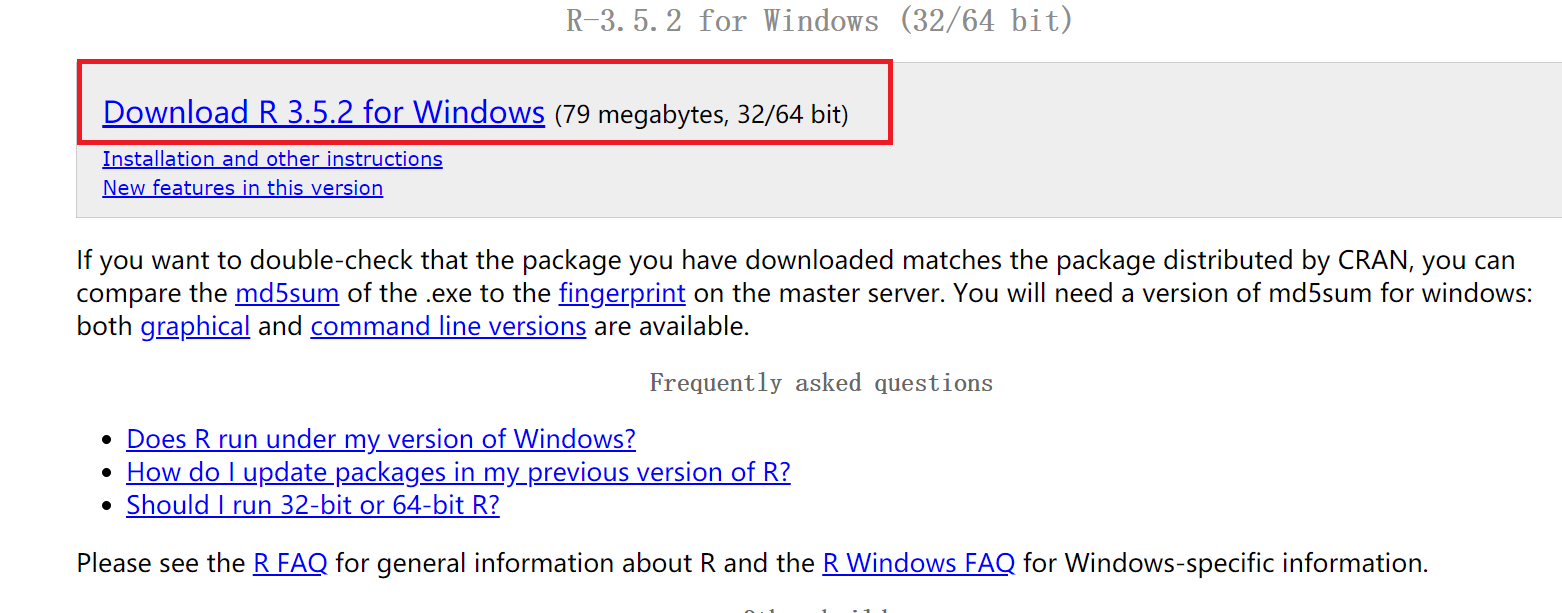 R-3.5.2 for Windows (32/64 bit)
Download R 3.5.2 for Windows (79 megabytes, 32/64 bit)
Installation and other instructions
New features in this version
If you want to double-check that the package you have downloaded matches the package distributed by CRAN, you can
compare the md5sum of the .exe to the fingerprint on the master server. You will need a version of md5sum for windows:
both graphical and command line versions are available.
Frequently asked questions
Does R run under my version of Windows?
How do I update packages in my previous version of R?
Should I run 32-bit or 64-bit R?
Please see the R FAQ for general information about R and the R Windows FAQ for Windows-specific information.